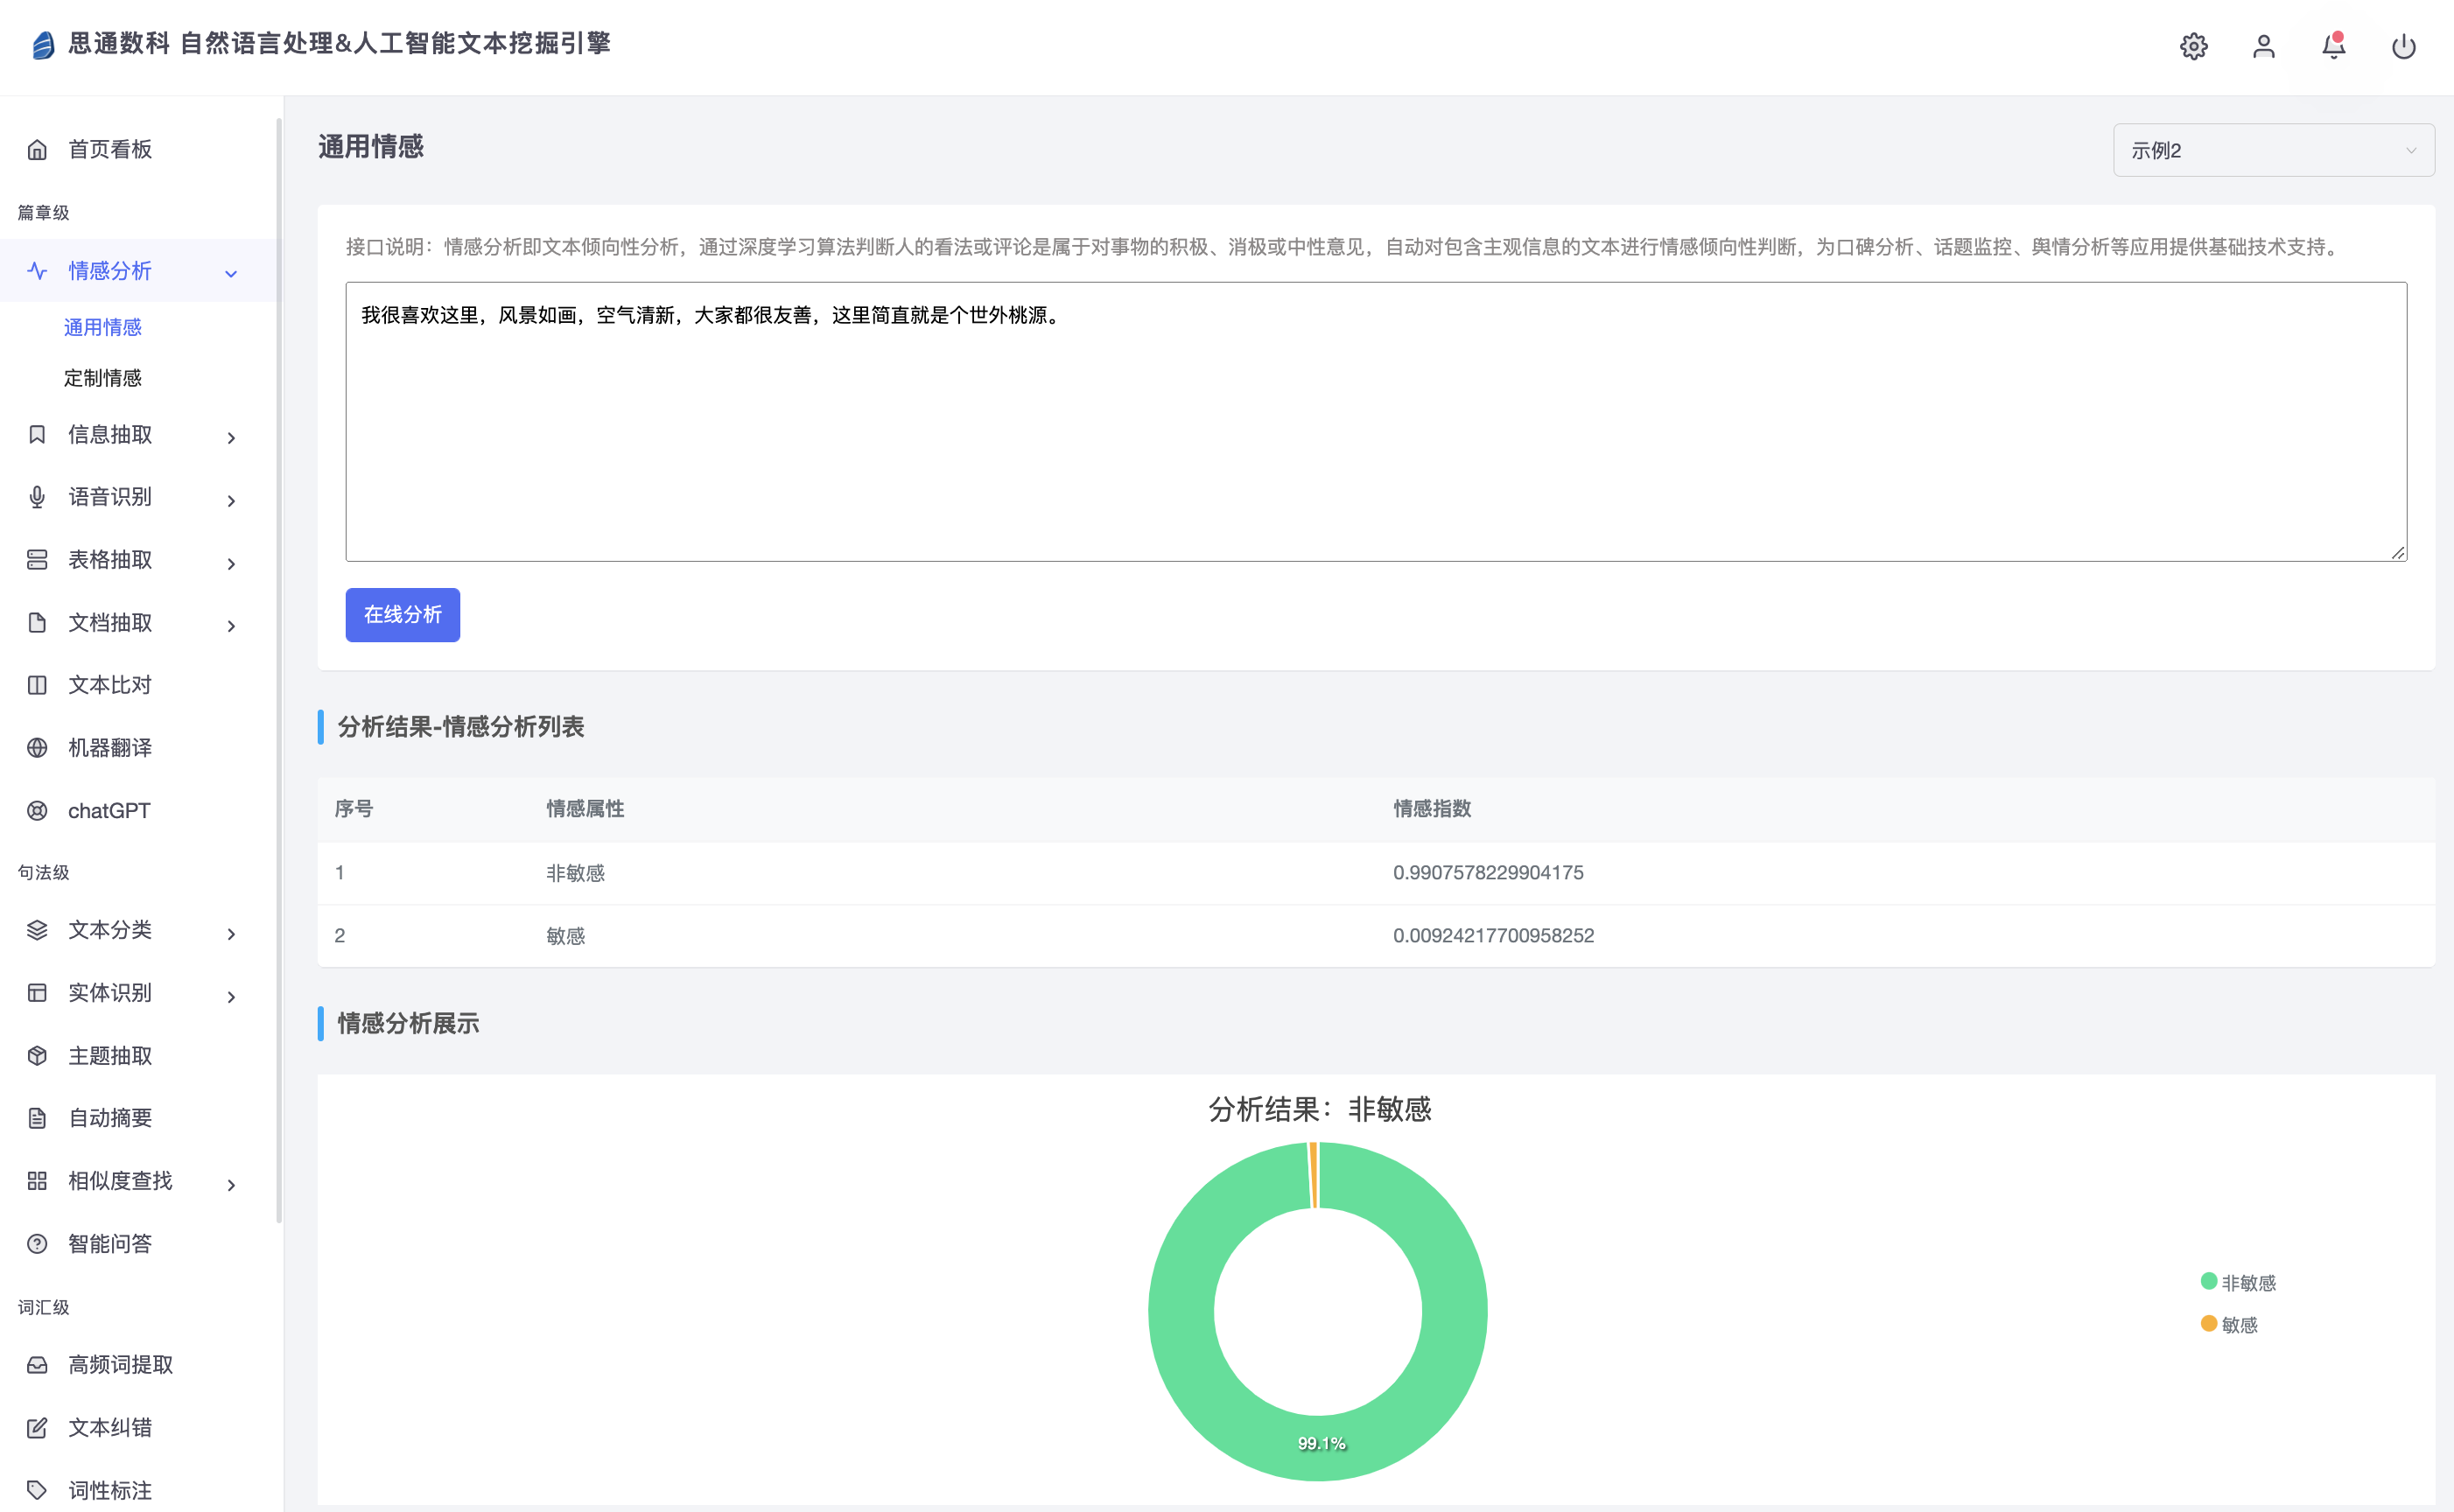 思通数科 自然语言处理&人工智能文本挖掘引擎
首页看板
篇章级
情感分析
通用情感
定制情感
信息抽取
语音识别
表格抽取
文档抽取
文本比对
机器翻译
chatGPT
句法级
文本分类
实体识别
主题抽取
自动摘要
相似度查找
智能问答
词汇级
高频词提取
文本纠错
词性标注
通用情感
示例2
接口说明：情感分析即文本倾向性分析，通过深度学习算法判断人的看法或评论是属于对事物的积极、消极或中性意见，自动对包含主观信息的文本进行情感倾向性判断，为口碑分析、话题监控、舆情分析等应用提供基础技术支持。
我很喜欢这里，风景如画，空气清新，大家都很友善，这里简直就是个世外桃源。
在线分析
分析结果-情感分析列表
序号 情感属性 情感指数
1 非敏感 0.9907578229904175
2 敏感 0.00924217700958252
情感分析展示
分析结果：非敏感
99.1%
非敏感
敏感